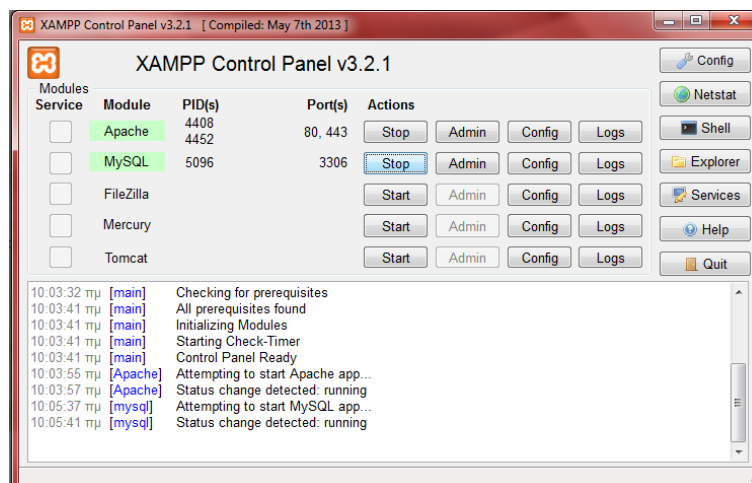 XAMPP Control Panel v3.2.1 [ Compiled: May 7th 2013 ]
XAMPP Control Panel v3.2.1
Config
Modules
Service Module PID(s) Port(s) Actions
Netstat
Apache 4408 4452 80, 443 Stop Admin Config Logs
Shell
MySQL 5096 3306 Stop Admin Config Logs
Explorer
FileZilla Start Admin Config Logs
Services
Mercury Start Admin Config Logs
Help
Tomcat Start Admin Config Logs
Quit
10:03:32 πμ [main] Checking for prerequisites
10:03:41 πμ [main] All prerequisites found
10:03:41 πμ [main] Initializing Modules
10:03:41 πμ [main] Starting Check-Timer
10:03:41 πμ [main] Control Panel Ready
10:03:55 πμ [Apache] Attempting to start Apache app...
10:03:57 πμ [Apache] Status change detected: running
10:05:37 πμ [mysql] Attempting to start MySQL app...
10:05:41 πμ [mysql] Status change detected: running